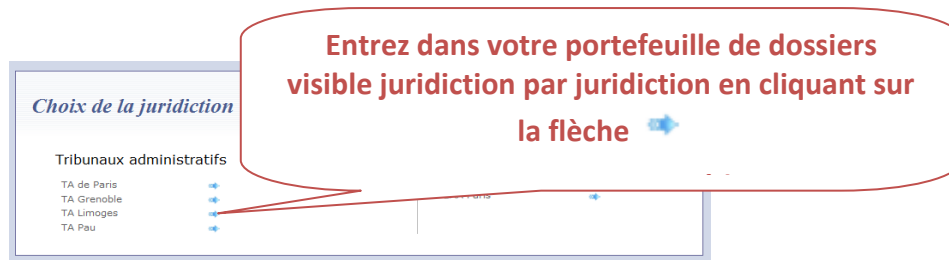 Entrez dans votre portefeuille de dossiers
visible juridiction par juridiction en cliquant sur
la flèche
Choix de la juridiction
Tribunaux administratifs
TA de Paris
TA Grenoble
TA Limoges
TA Pau
Paris